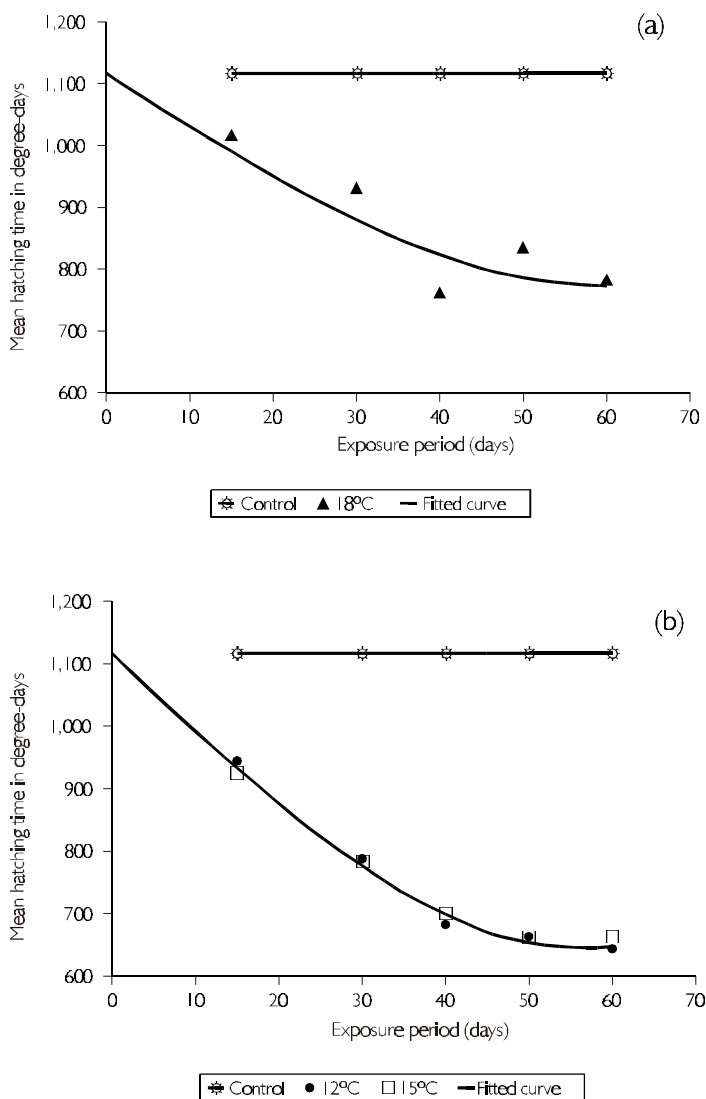 (a)
1,200
1,100
1,000
900
800
700
600
0 10 20 30 40 50 60 70
Mean hatching time in degree-days
Exposure period (days)
Control 18°C Fitted curve
(b)
1,200
1,100
1,000
900
800
700
600
0 10 20 30 40 50 60 70
Mean hatching time in degree-days
Exposure period (days)
Control 12°C 15°C Fitted curve